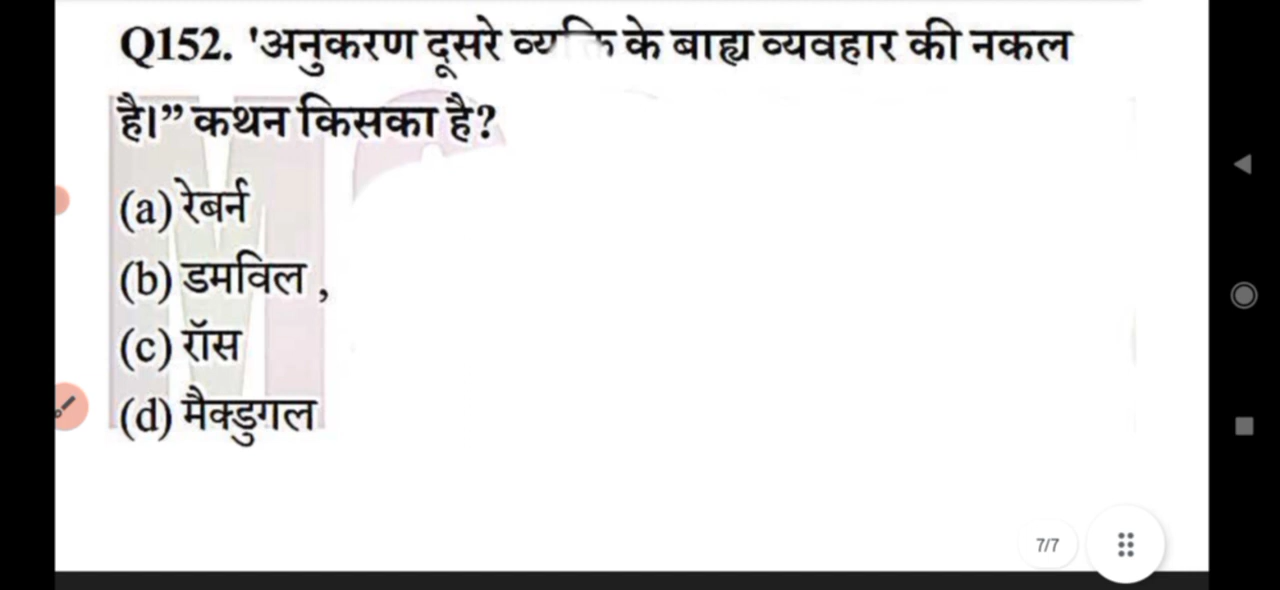 Q152. 'अनुकरण दूसरे व्यक्ति के बाह्य व्यवहार की नकल
है।” कथन किसका है?
(a) रेबर्न
(b) डमविल ,
(c) रॉस
(d) मैक्डुगल
7/7